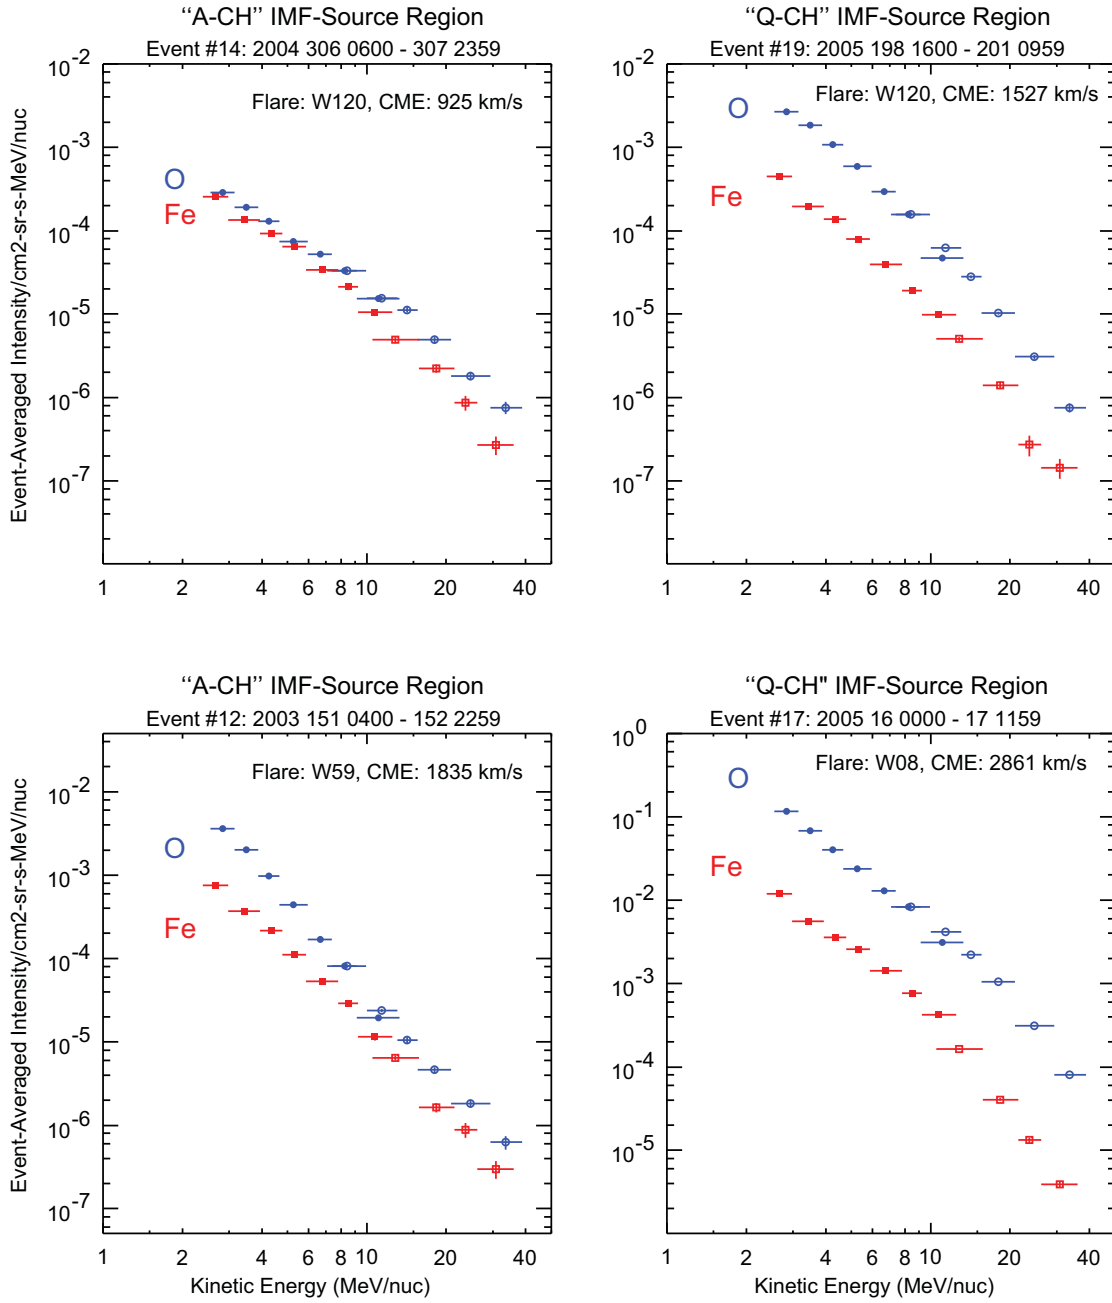 “A-CH” IMF-Source Region
Event #14: 2004 306 0600 - 307 2359
Flare: W120, CME: 925 km/s
O
Fe
10-2
10-3
10-4
10-5
10-6
10-7
1 2 4 6 8 10 20 40
Event-Averaged Intensity/cm2-sr-s-MeV/nuc
“Q-CH” IMF-Source Region
Event #19: 2005 198 1600 - 201 0959
Flare: W120, CME: 1527 km/s
O
Fe
10-2
10-3
10-4
10-5
10-6
10-7
1 2 4 6 8 10 20 40
“A-CH” IMF-Source Region
Event #12: 2003 151 0400 - 152 2259
Flare: W59, CME: 1835 km/s
O
Fe
10-2
10-3
10-4
10-5
10-6
10-7
1 2 4 6 8 10 20 40
Kinetic Energy (MeV/nuc)
Event-Averaged Intensity/cm2-sr-s-MeV/nuc
“Q-CH" IMF-Source Region
Event #17: 2005 16 0000 - 17 1159
Flare: W08, CME: 2861 km/s
O
Fe
100
10-1
10-2
10-3
10-4
10-5
1 2 4 6 8 10 20 40
Kinetic Energy (MeV/nuc)